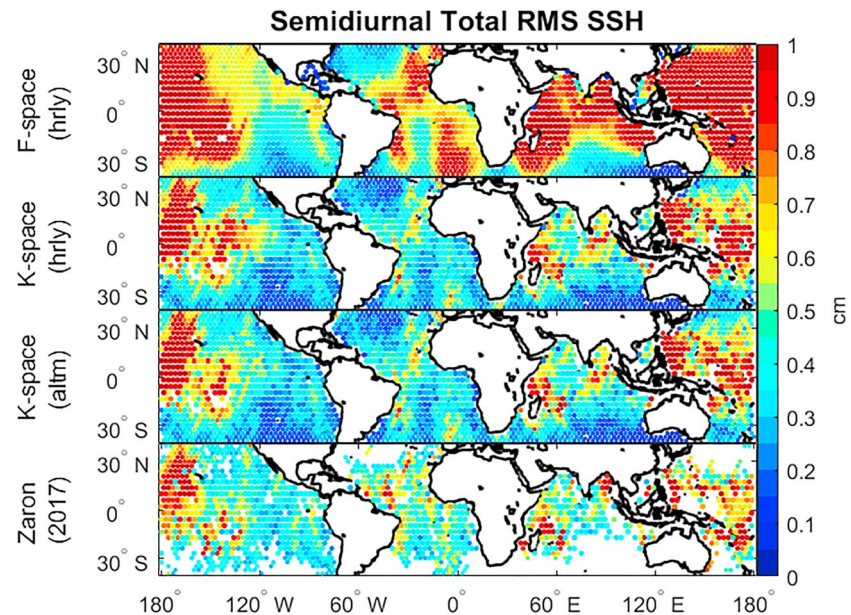 Semidiurnal Total RMS SSH
F-space
(hrly)
30° N
0°
30° S
K-space
(hrly)
30° N
0°
30° S
K-space
(altm)
30° N
0°
30° S
Zaron
(2017)
30° N
0°
30° S
180° 120° W 60° W 0° 60° E 120° E 180°
1
0.9
0.8
0.7
0.6
0.5
0.4
0.3
0.2
0.1
0
cm